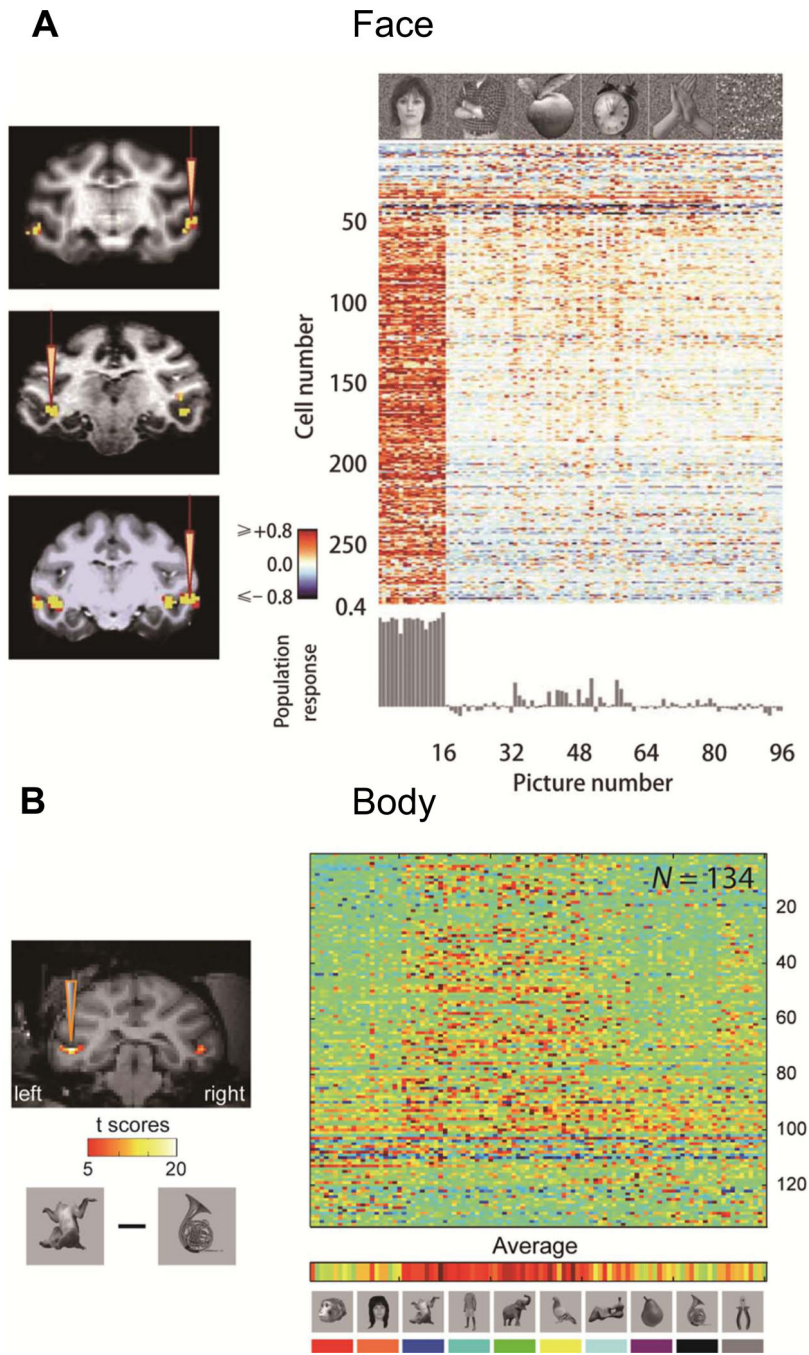 A
Face
50
100
150
200
250
Cell number
⩾ +0.8
0.0
⩽ − 0.8
0.4
Population
response
16 32 48 64 80 96
Picture number
B
Body
N = 134
20
40
60
80
100
120
left right
t scores
5 20
Average